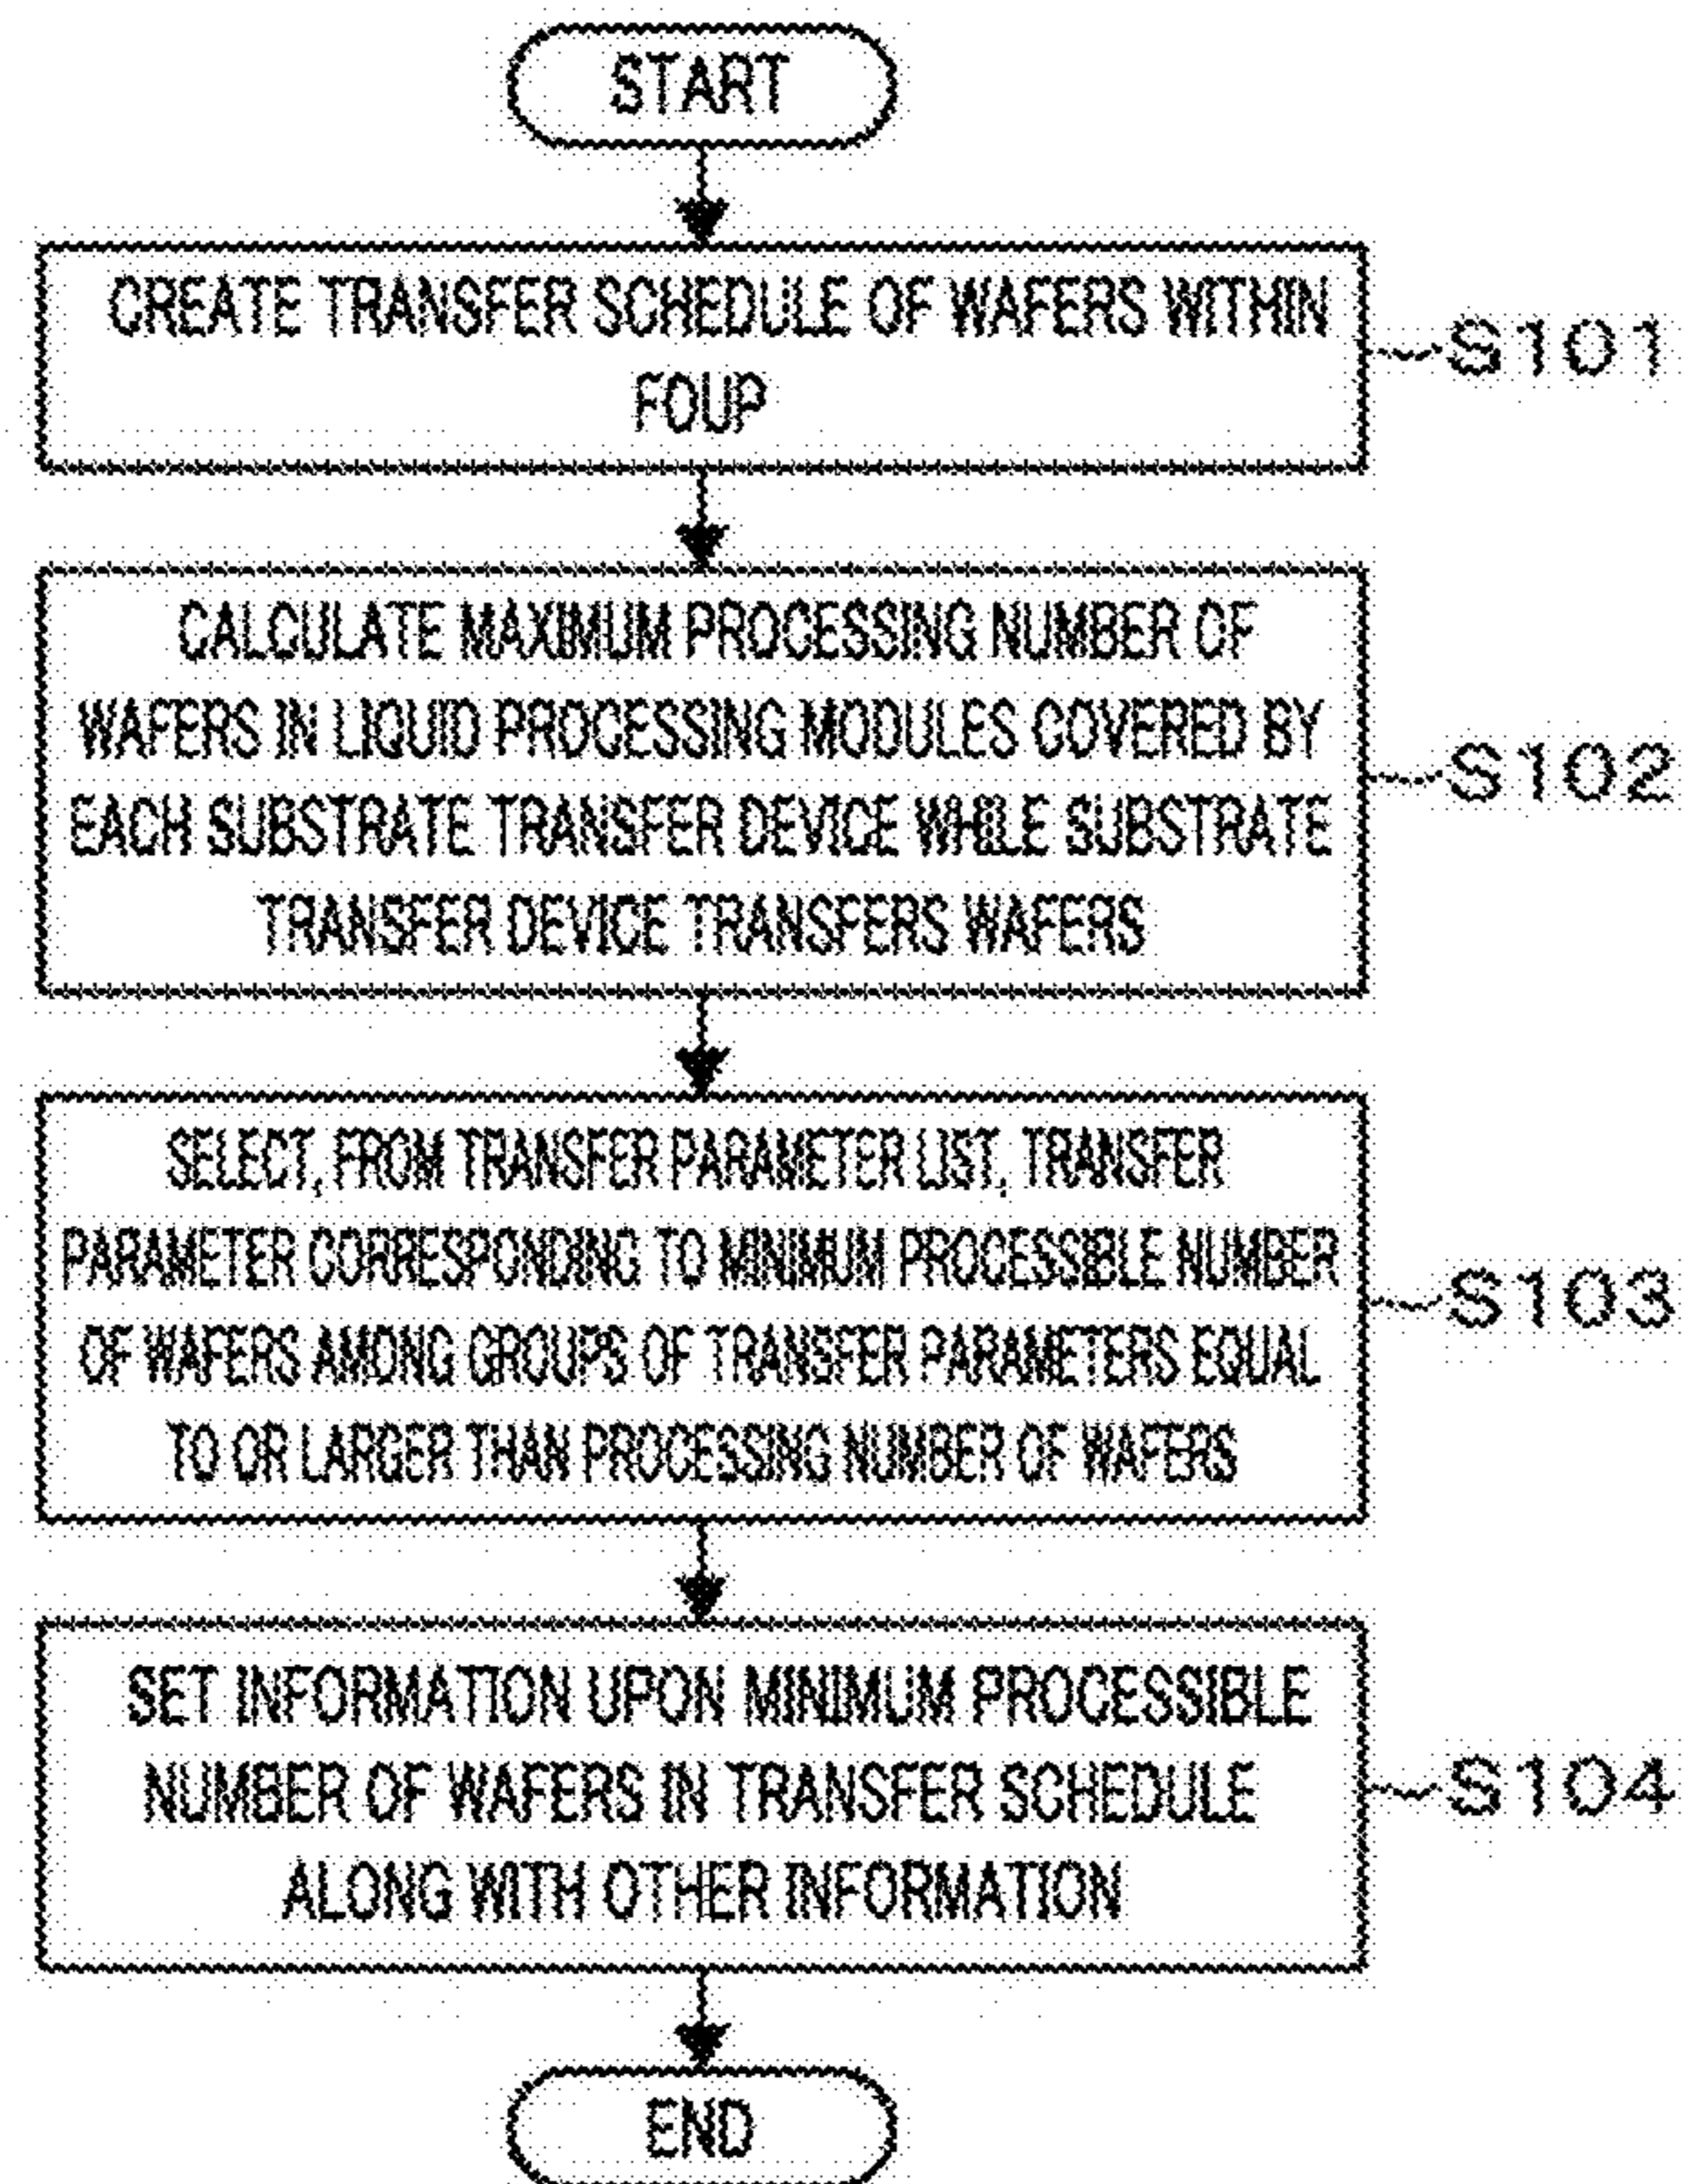 START
CREATE TRANSFER SCHEDULE OF WAFERS WITHIN
FOUP
S101
CALCULATE MAXIMUM PROCESSING NUMBER OF
WAFERS IN LIQUID PROCESSING MODULES COVERED BY
EACH SUBSTRATE TRANSFER DEVICE WHILE SUBSTRATE
TRANSFER DEVICE TRANSFERS WAFERS
S102
SELECT, FROM TRANSFER PARAMETER LIST, TRANSFER
PARAMETER CORRESPONDING TO MINIMUM PROCESSIBLE NUMBER
OF WAFERS AMONG GROUPS OF TRANSFER PARAMETERS EQUAL
TO OR LARGER THAN PROCESSING NUMBER OF WAFERS
S103
SET INFORMATION UPON MINIMUM PROCESSIBLE
NUMBER OF WAFERS IN TRANSFER SCHEDULE
ALONG WITH OTHER INFORMATION
S104
END